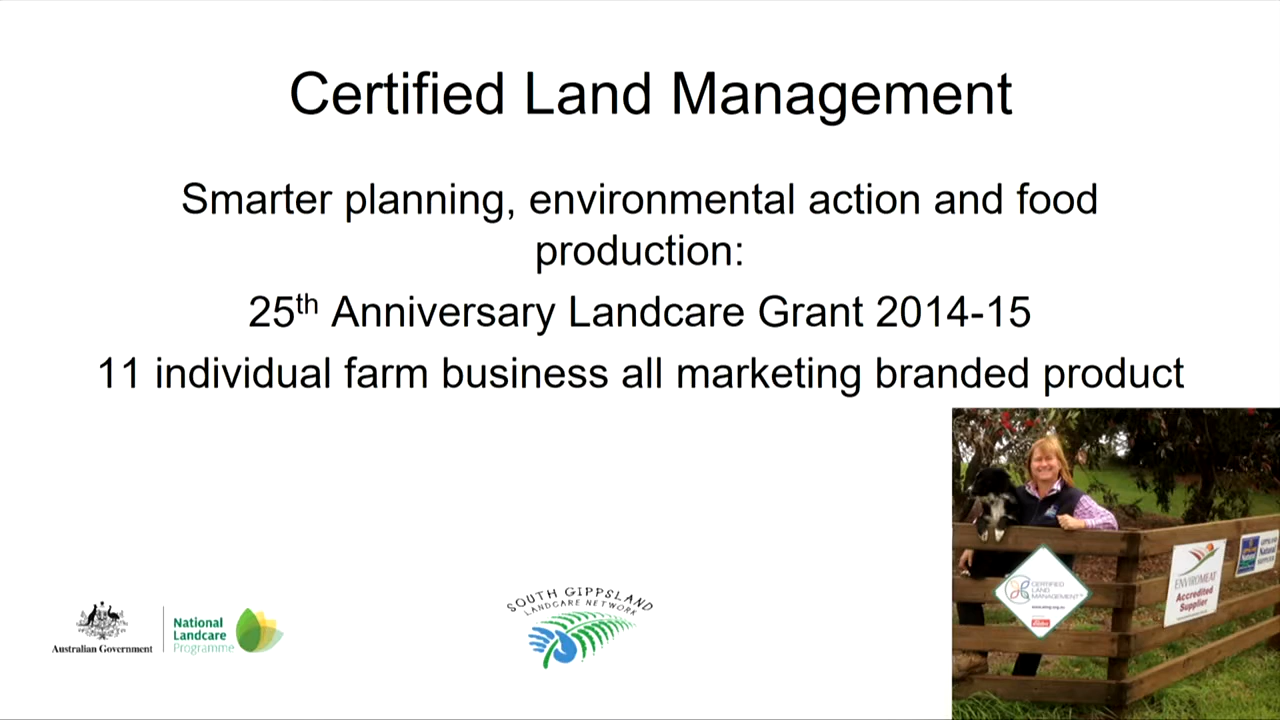 Certified Land Management
Smarter planning, environmental action and food
production:
25th Anniversary Landcare Grant 2014-15
11 individual farm business all marketing branded product
Australian Government
National
Landcare
Programme
SOUTH GIPPSLAND
LANDCARE NETWORK
CERTIFIED
LAND
MANAGEMENT
ENVIROMEAT
Accredited
Supplier
GIPPSLAND
Natural